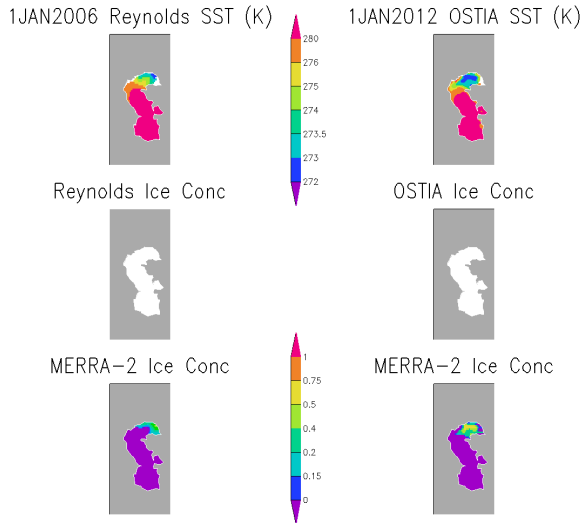 1JAN2006 Reynolds SST (K)
1JAN2012 OSTIA SST (K)
280
276
275
274
273.5
273
272
Reynolds Ice Conc
OSTIA Ice Conc
MERRA-2 Ice Conc
MERRA-2 Ice Conc
1
0.75
0.5
0.4
0.2
0.15
0